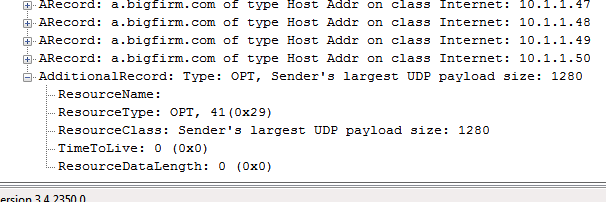 ARecord: a.bigfirm.com of type Host Addr on class Internet: 10.1.1.47
ARecord: a.bigfirm.com of type Host Addr on class Internet: 10.1.1.48
ARecord: a.bigfirm.com of type Host Addr on class Internet: 10.1.1.49
ARecord: a.bigfirm.com of type Host Addr on class Internet: 10.1.1.50
AdditionalRecord: Type: OPT, Sender's largest UDP payload size: 1280
ResourceName:
ResourceType: OPT, 41(0x29)
ResourceClass: Sender's largest UDP payload size: 1280
TimeToLive: 0 (0x0)
ResourceDataLength: 0 (0x0)
ersion 3.4.2350.0